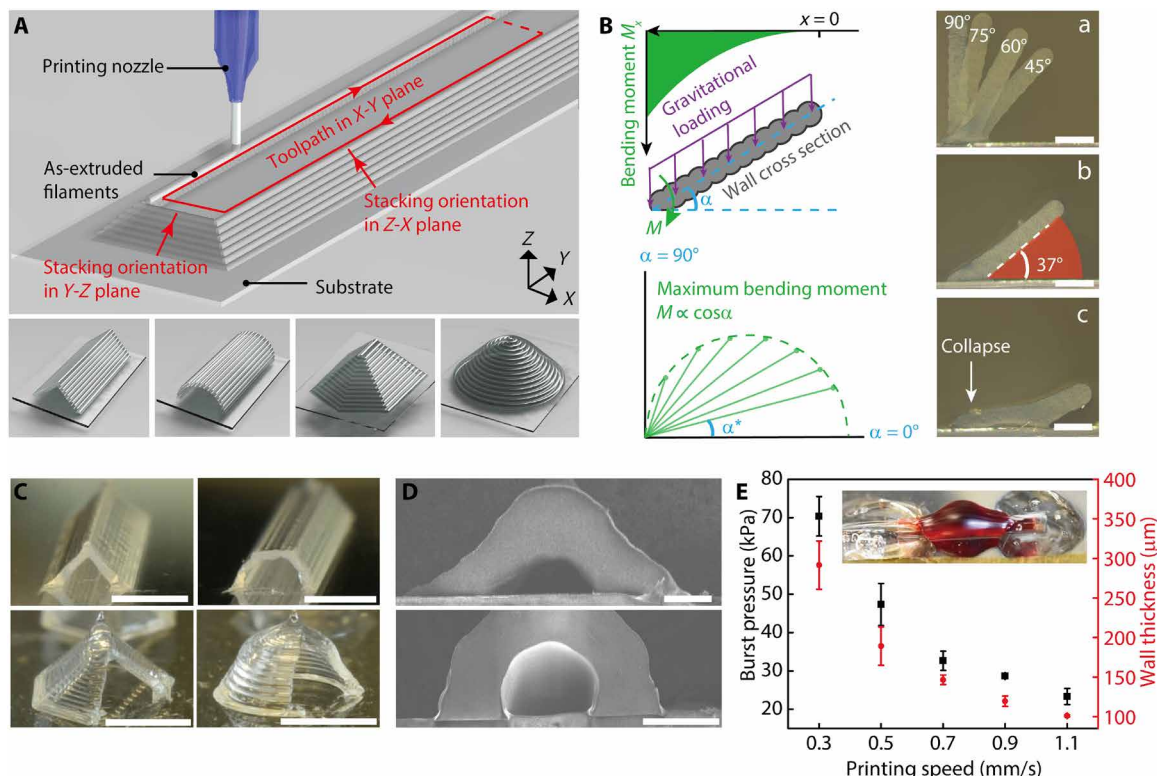 A
Printing nozzle
As-extruded
filaments
Toolpath in X-Y plane
Stacking orientation
in Z-X plane
Stacking orientation
in Y-Z plane
Substrate
Z
Y
X
B
x = 0
Bending moment Mx
Gravitational
loading
Wall cross section
α
M
α = 90°
Maximum bending moment
M ∝ cosα
α*
α = 0°
a
90°
75°
60°
45°
b
37°
c
Collapse
C
D
E
Burst pressure (kPa)
80
70
60
50
40
30
20
400
350
300
250
200
150
100
Wall thickness (μm)
0.3 0.5 0.7 0.9 1.1
Printing speed (mm/s)